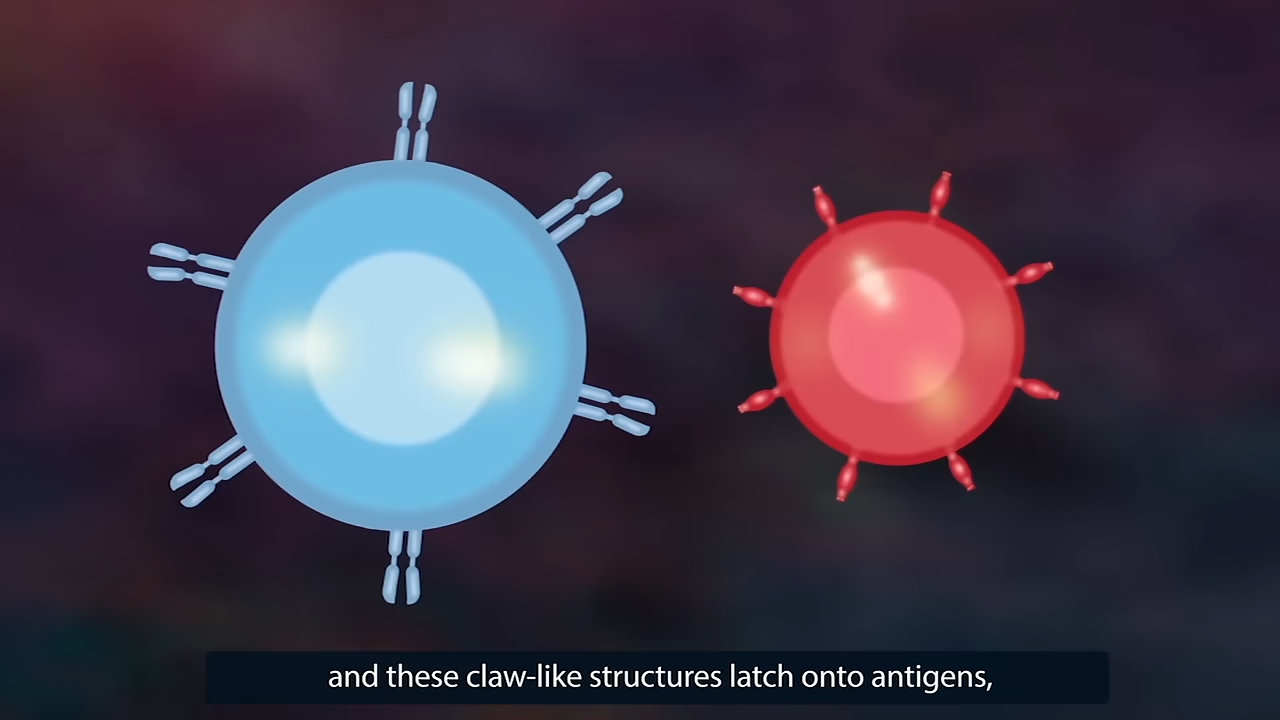 and these claw-like structures latch onto antigens,